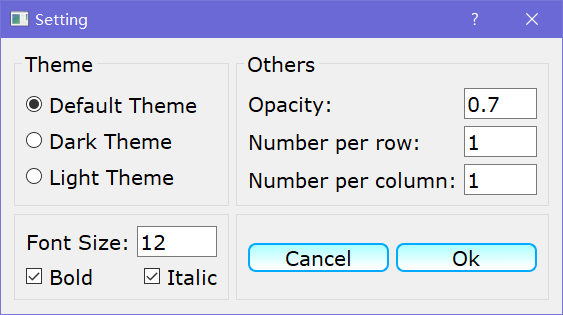 Setting
Theme
Default Theme
Dark Theme
Light Theme
Others
Opacity: 0.7
Number per row: 1
Number per column: 1
Font Size: 12
Bold Italic
Cancel Ok